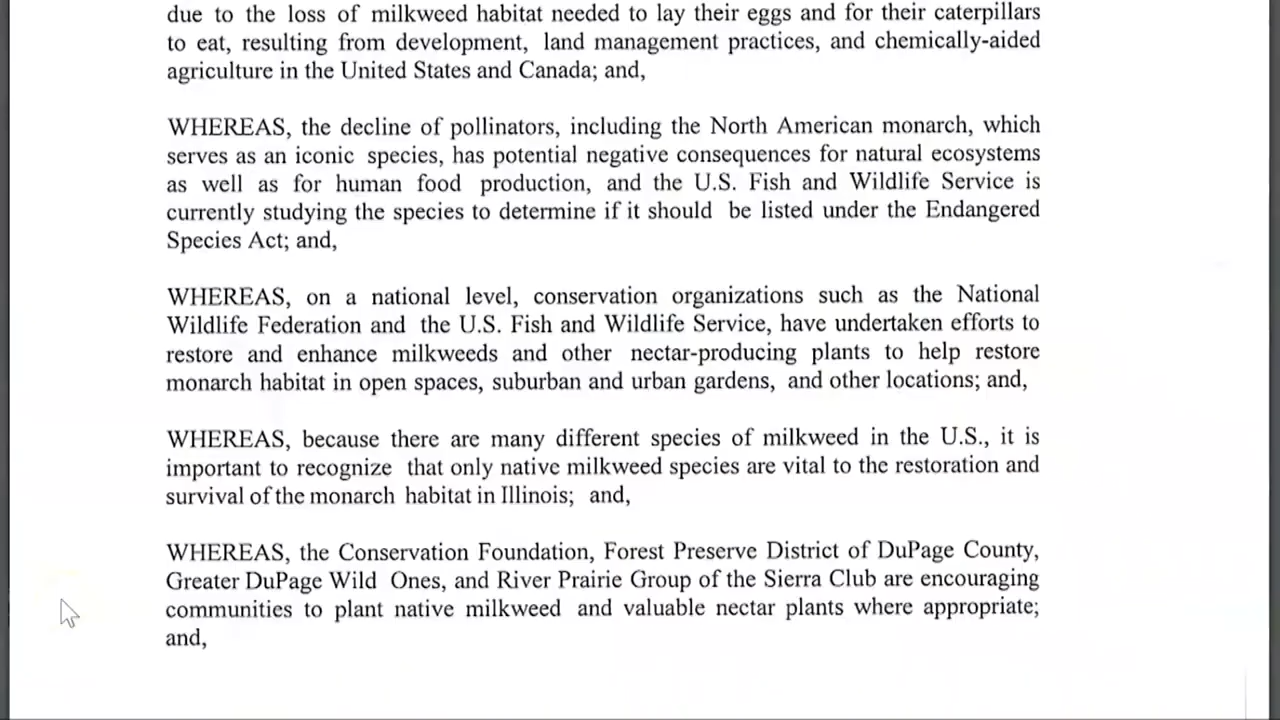 due to the loss of milkweed habitat needed to lay their eggs and for their caterpillars
to eat, resulting from development, land management practices, and chemically-aided
agriculture in the United States and Canada; and,
WHEREAS, the decline of pollinators, including the North American monarch, which
serves as an iconic species, has potential negative consequences for natural ecosystems
as well as for human food production, and the U.S. Fish and Wildlife Service is
currently studying the species to determine if it should be listed under the Endangered
Species Act; and,
WHEREAS, on a national level, conservation organizations such as the National
Wildlife Federation and the U.S. Fish and Wildlife Service, have undertaken efforts to
restore and enhance milkweeds and other nectar-producing plants to help restore
monarch habitat in open spaces, suburban and urban gardens, and other locations; and,
WHEREAS, because there are many different species of milkweed in the U.S., it is
important to recognize that only native milkweed species are vital to the restoration and
survival of the monarch habitat in Illinois; and,
WHEREAS, the Conservation Foundation, Forest Preserve District of DuPage County,
Greater DuPage Wild Ones, and River Prairie Group of the Sierra Club are encouraging
communities to plant native milkweed and valuable nectar plants where appropriate;
and,